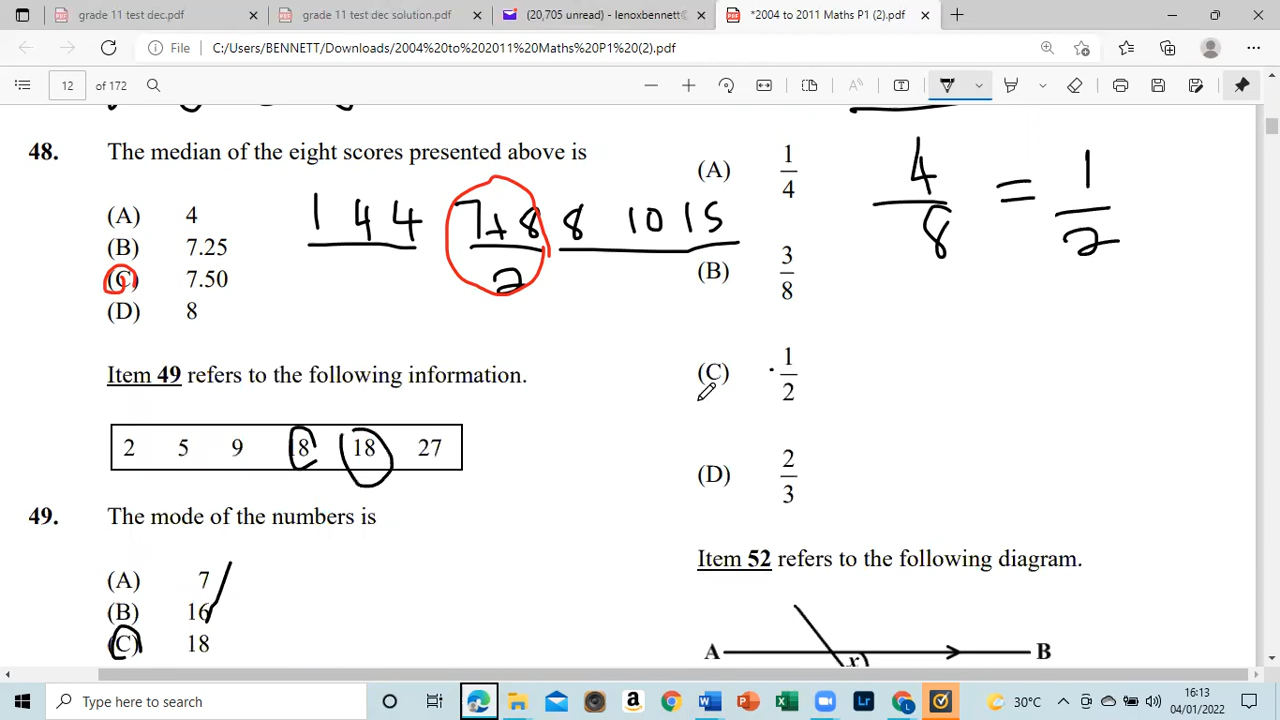 grade 11 test dec.pdf
grade 11 test dec solution.pdf
(20,705 unread) - lenoxbennett
*2004 to 2011 Maths P1 (2).pdf
File
C:/Users/BENNETT/Downloads/2004%20to%202011%20Maths%20P1%20(2).pdf
12 of 172
48. The median of the eight scores presented above is
1 4 4 7+8 8 10 15
2
(A) 4
(B) 7.25
(C) 7.50
(D) 8
Item 49 refers to the following information.
2 5 9 18 18 27
49. The mode of the numbers is
(A) 7
(B) 16
(C) 18
(A) 1/4
4/8 = 1/2
(B) 3/8
(C) 1/2
(D) 2/3
Item 52 refers to the following diagram.
A x B
Type here to search
30°C
16:13
04/01/2022